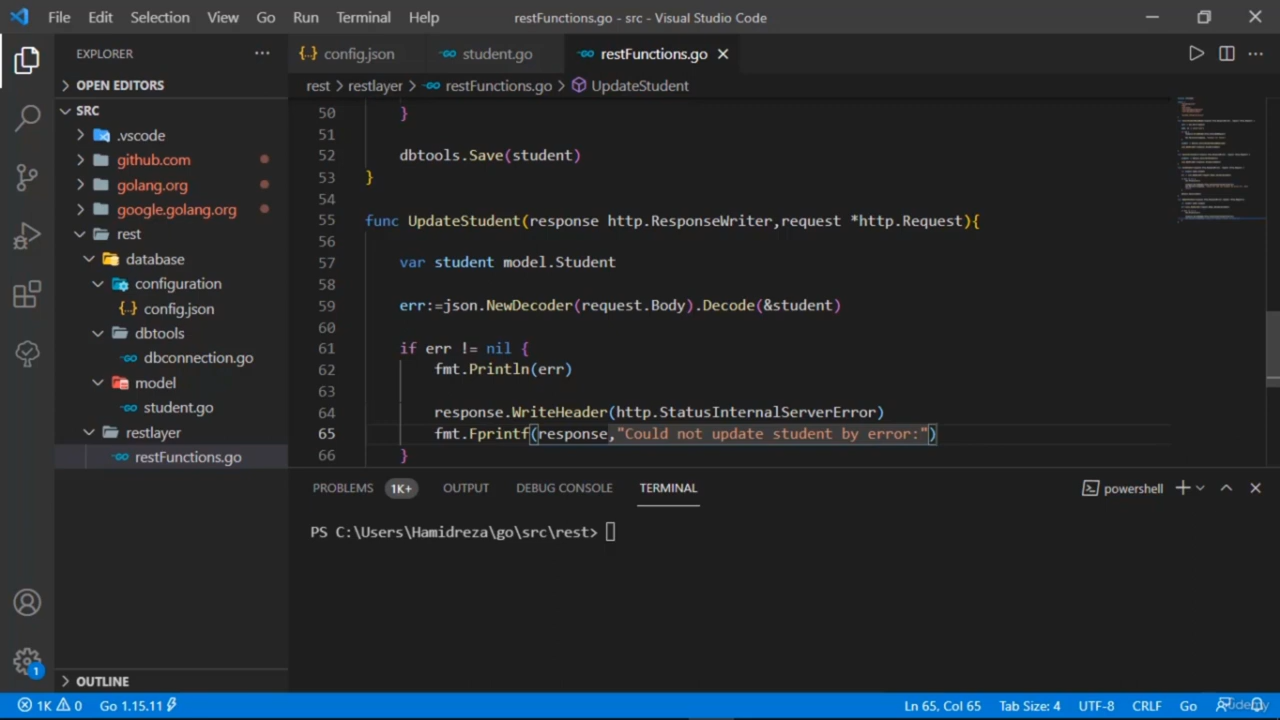 File Edit Selection View Go Run Terminal Help restFunctions.go - src - Visual Studio Code
EXPLORER
OPEN EDITORS
SRC
.vscode
github.com
golang.org
google.golang.org
rest
database
configuration
config.json
dbtools
dbconnection.go
model
student.go
restlayer
restFunctions.go
OUTLINE
config.json student.go restFunctions.go
rest > restlayer > restFunctions.go > UpdateStudent
50 }
51
52 dbtools.Save(student)
53 }
54
55 func UpdateStudent(response http.ResponseWriter,request *http.Request){
56
57 var student model.Student
58
59 err:=json.NewDecoder(request.Body).Decode(&student)
60
61 if err != nil {
62 fmt.Println(err)
63
64 response.WriteHeader(http.StatusInternalServerError)
65 fmt.Fprintf(response,"Could not update student by error:")
66 }
PROBLEMS 1K+ OUTPUT DEBUG CONSOLE TERMINAL powershell
PS C:\Users\Hamidreza\go\src\rest>
1
1K 0 Go 1.15.11 Ln 65, Col 65 Tab Size: 4 UTF-8 CRLF Go